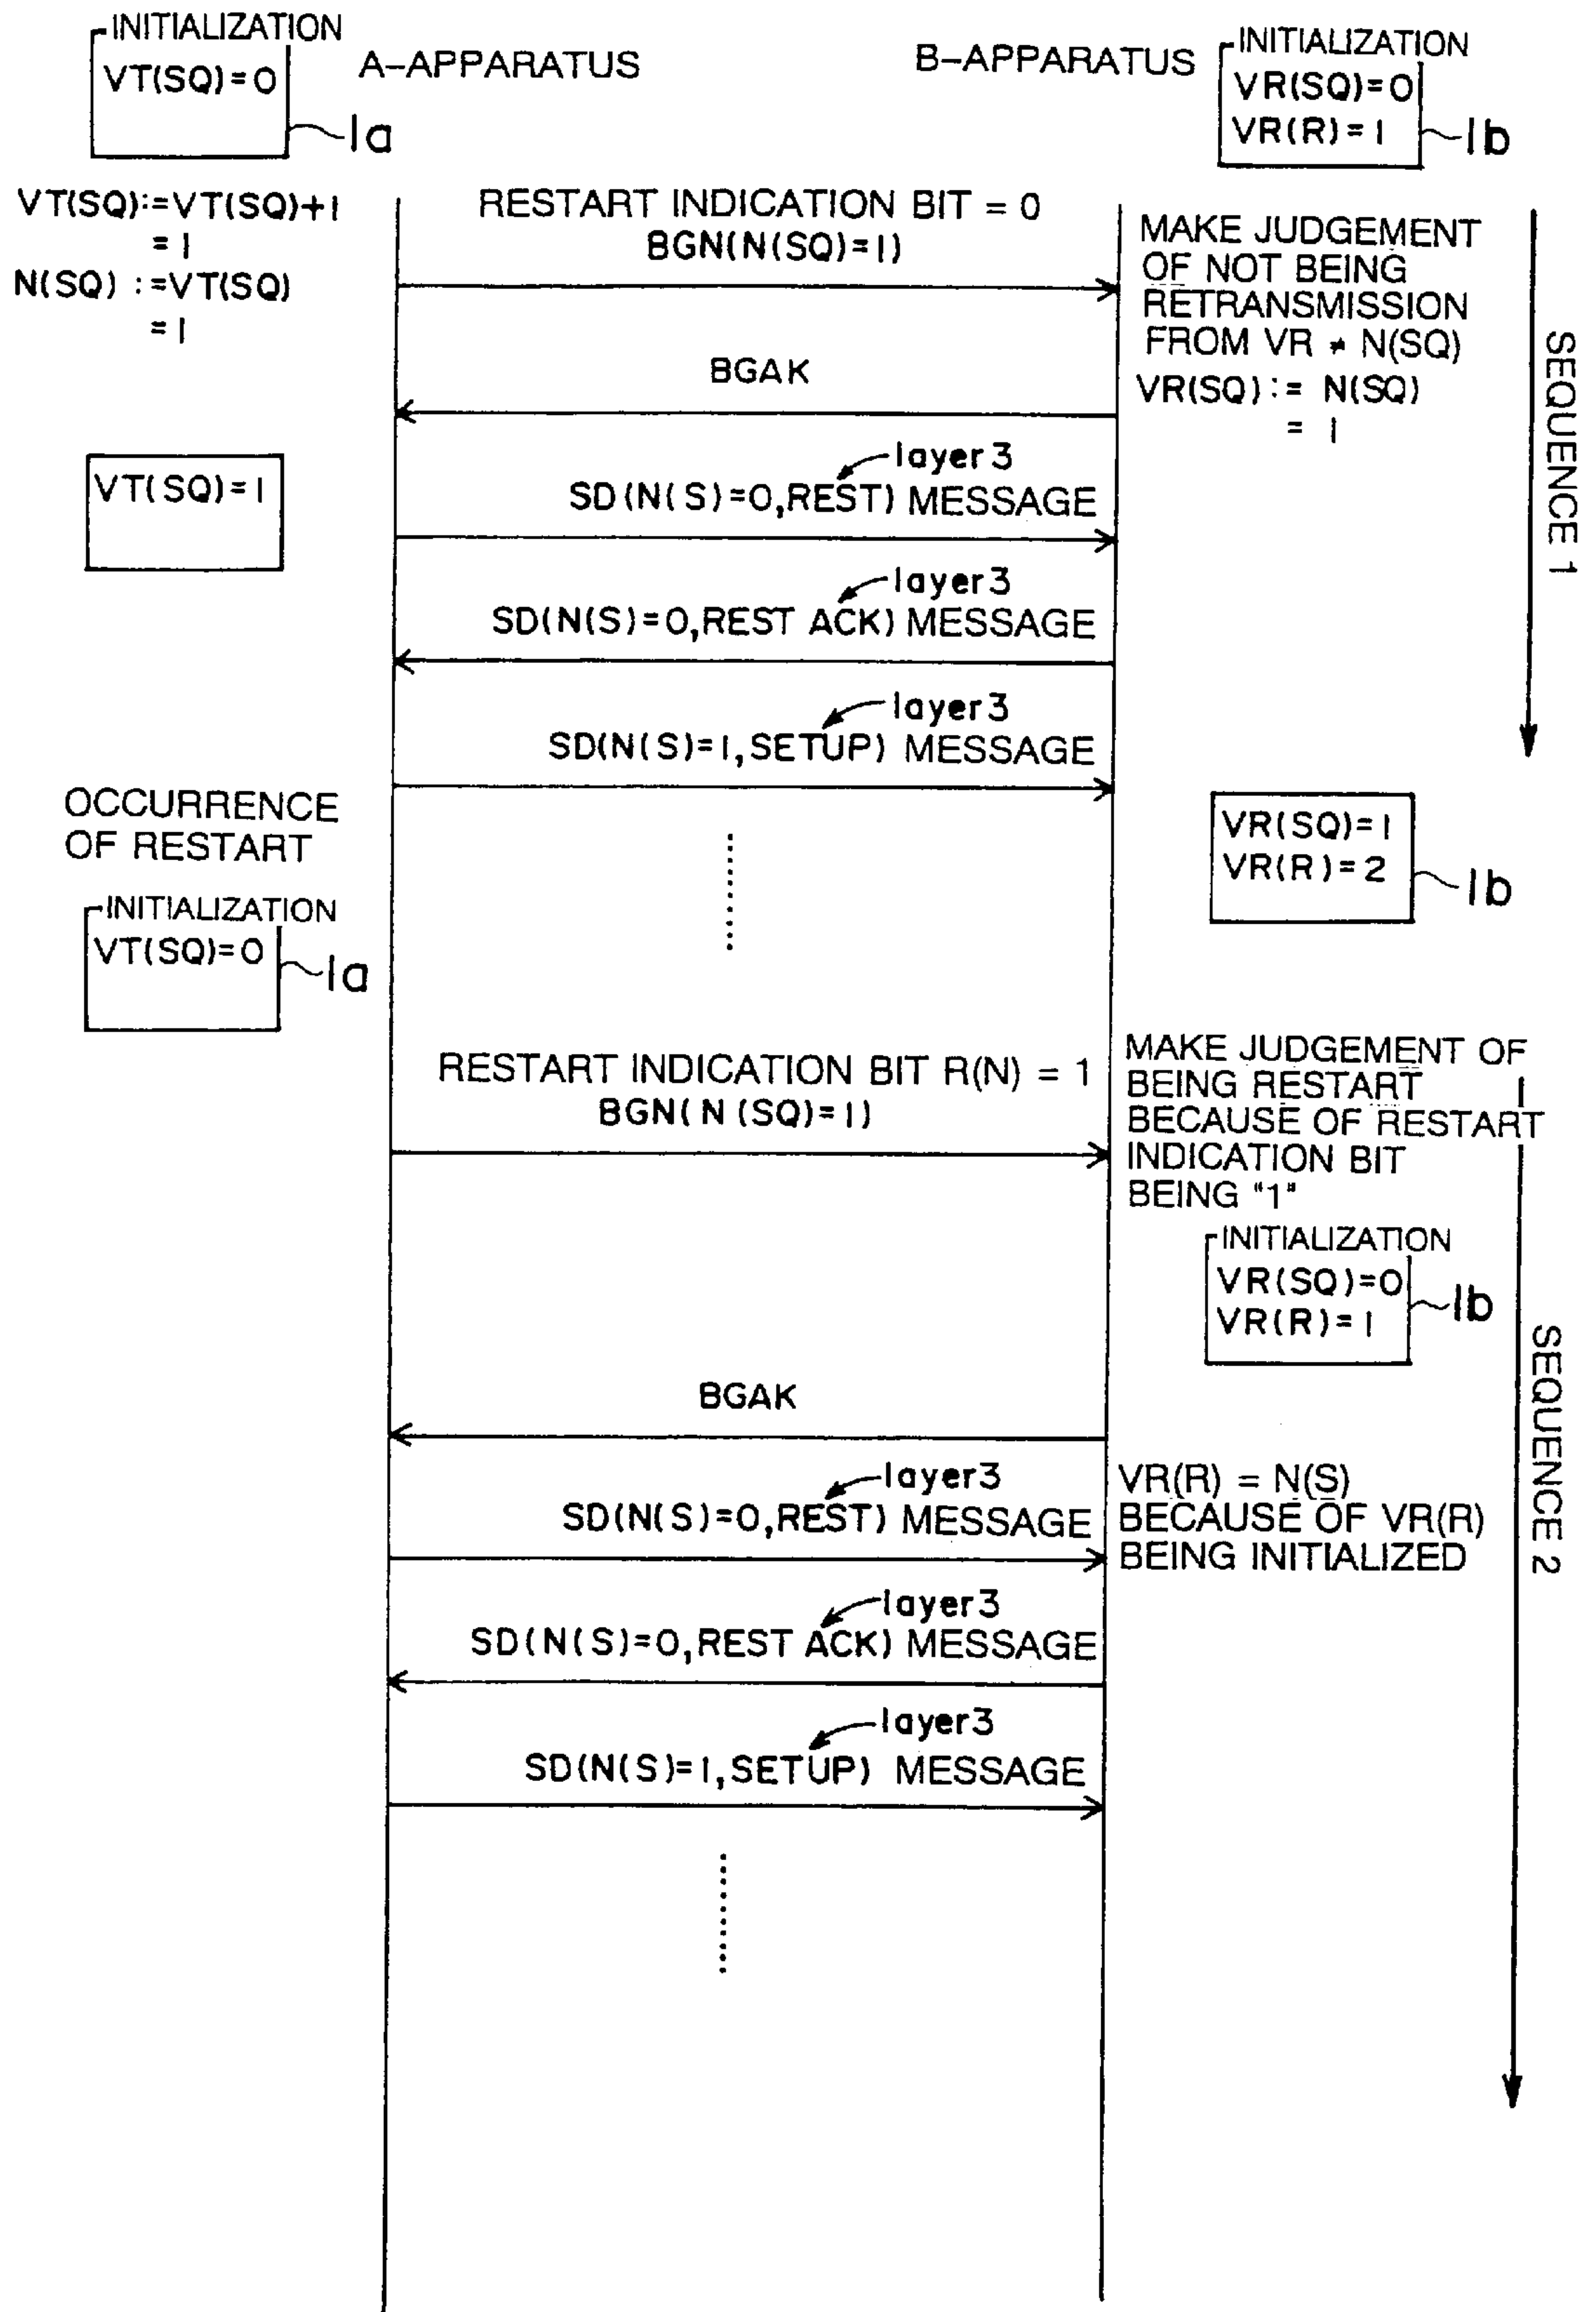 INITIALIZATION
VT(SQ)=0
1a
A-APPARATUS
B-APPARATUS
INITIALIZATION
VR(SQ)=0
VR(R)=1
1b
VT(SQ):=VT(SQ)+1
=1
N(SQ) :=VT(SQ)
=1
RESTART INDICATION BIT = 0
BGN(N(SQ)=1)
MAKE JUDGEMENT
OF NOT BEING
RETRANSMISSION
FROM VR ≠ N(SQ)
VR(SQ):= N(SQ)
= 1
SEQUENCE 1
BGAK
VT(SQ)=1
layer3
SD(N(S)=0,REST) MESSAGE
layer3
SD(N(S)=0,REST ACK) MESSAGE
layer3
SD(N(S)=1,SETUP) MESSAGE
OCCURRENCE
OF RESTART
VR(SQ)=1
VR(R)=2
1b
INITIALIZATION
VT(SQ)=0
1a
RESTART INDICATION BIT R(N) = 1
BGN(N(SQ)=1)
MAKE JUDGEMENT OF
BEING RESTART
BECAUSE OF RESTART
INDICATION BIT
BEING "1"
INITIALIZATION
VR(SQ)=0
VR(R)=1
1b
SEQUENCE 2
BGAK
layer3
SD(N(S)=0,REST) MESSAGE
VR(R) = N(S)
BECAUSE OF VR(R)
BEING INITIALIZED
layer3
SD(N(S)=0,REST ACK) MESSAGE
layer3
SD(N(S)=1,SETUP) MESSAGE